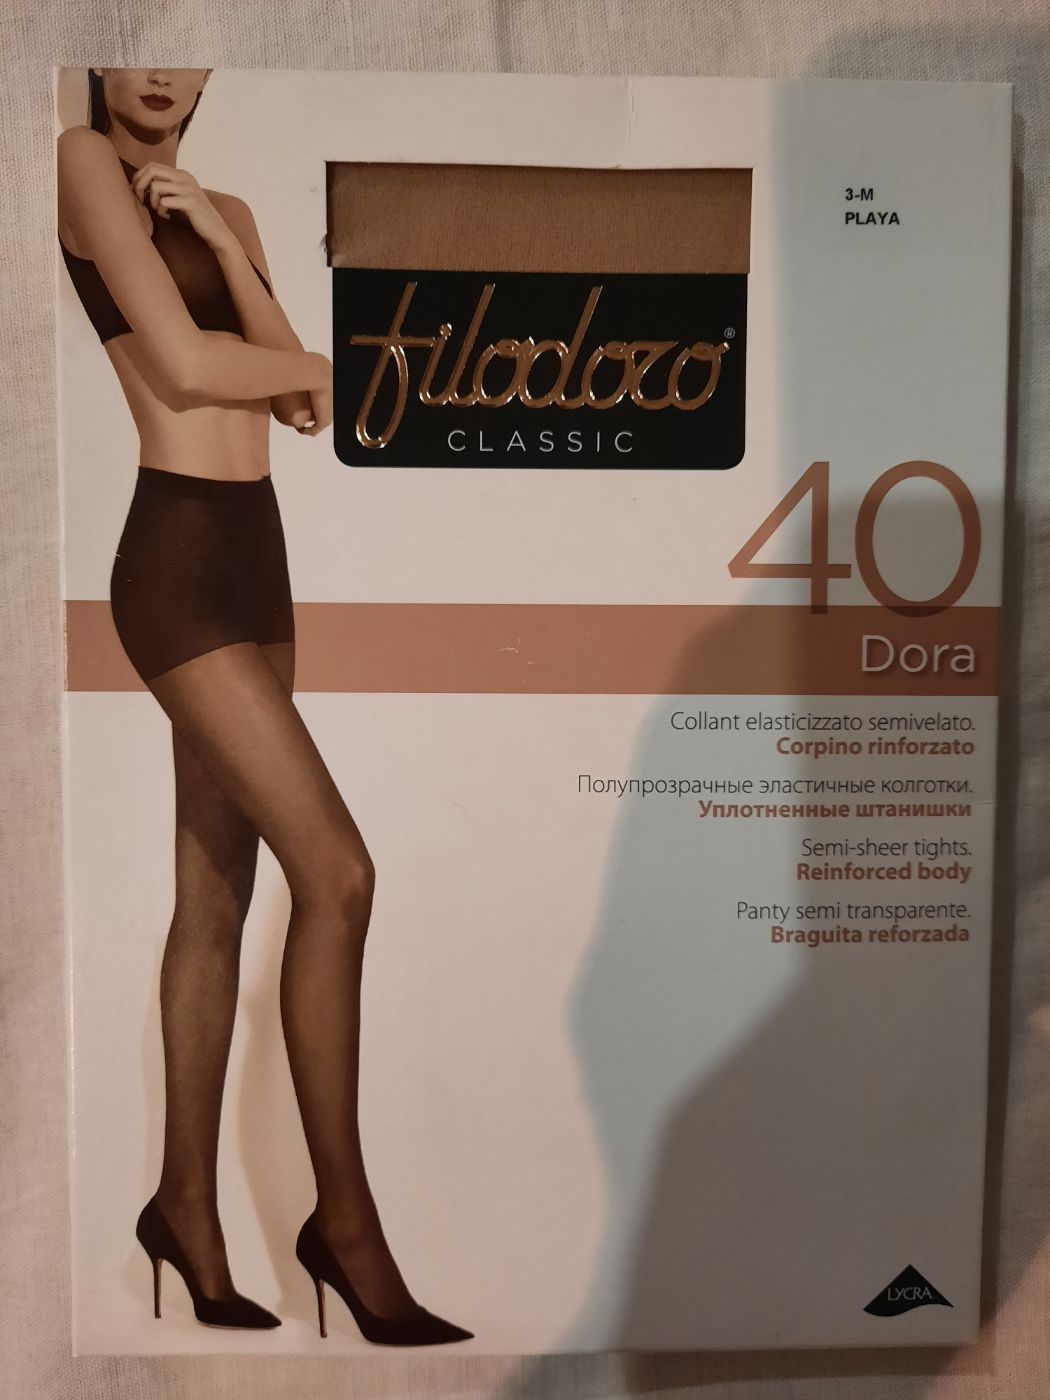 3-M
PLAYA
filodoro®
CLASSIC
40
Dora
Collant elasticizzato semivelato.
Corpino rinforzato
Полупрозрачные эластичные колготки.
Уплотненные штанишки
Semi-sheer tights.
Reinforced body
Panty semi transparente.
Braguita reforzada
LYCRA